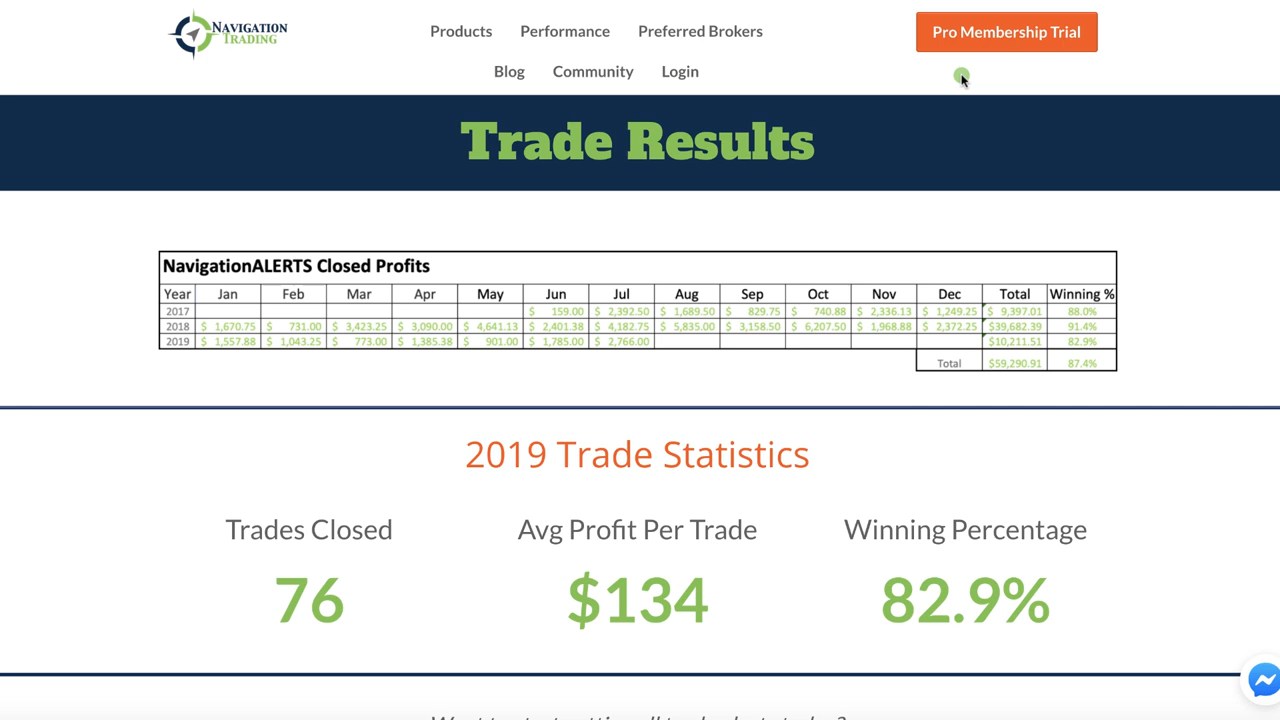 NAVIGATION
TRADING
Products Performance Preferred Brokers
Blog Community Login
Pro Membership Trial
Trade Results
NavigationALERTS Closed Profits
Year Jan Feb Mar Apr May Jun Jul Aug Sep Oct Nov Dec Total Winning %
2017 $ 159.00 $ 2,392.50 $ 1,689.50 $ 829.75 $ 740.88 $ 2,336.13 $ 1,249.25 $ 9,397.01 88.0%
2018 $ 1,670.75 $ 731.00 $ 3,423.25 $ 3,090.00 $ 4,641.13 $ 2,401.38 $ 4,182.75 $ 5,835.00 $ 3,158.50 $ 6,207.50 $ 1,968.88 $ 2,372.25 $39,682.39 91.4%
2019 $ 1,557.88 $ 1,043.25 $ 773.00 $ 1,385.38 $ 901.00 $ 1,785.00 $ 2,766.00 $10,211.51 82.9%
Total $59,290.91 87.4%
2019 Trade Statistics
Trades Closed Avg Profit Per Trade Winning Percentage
76 $134 82.9%